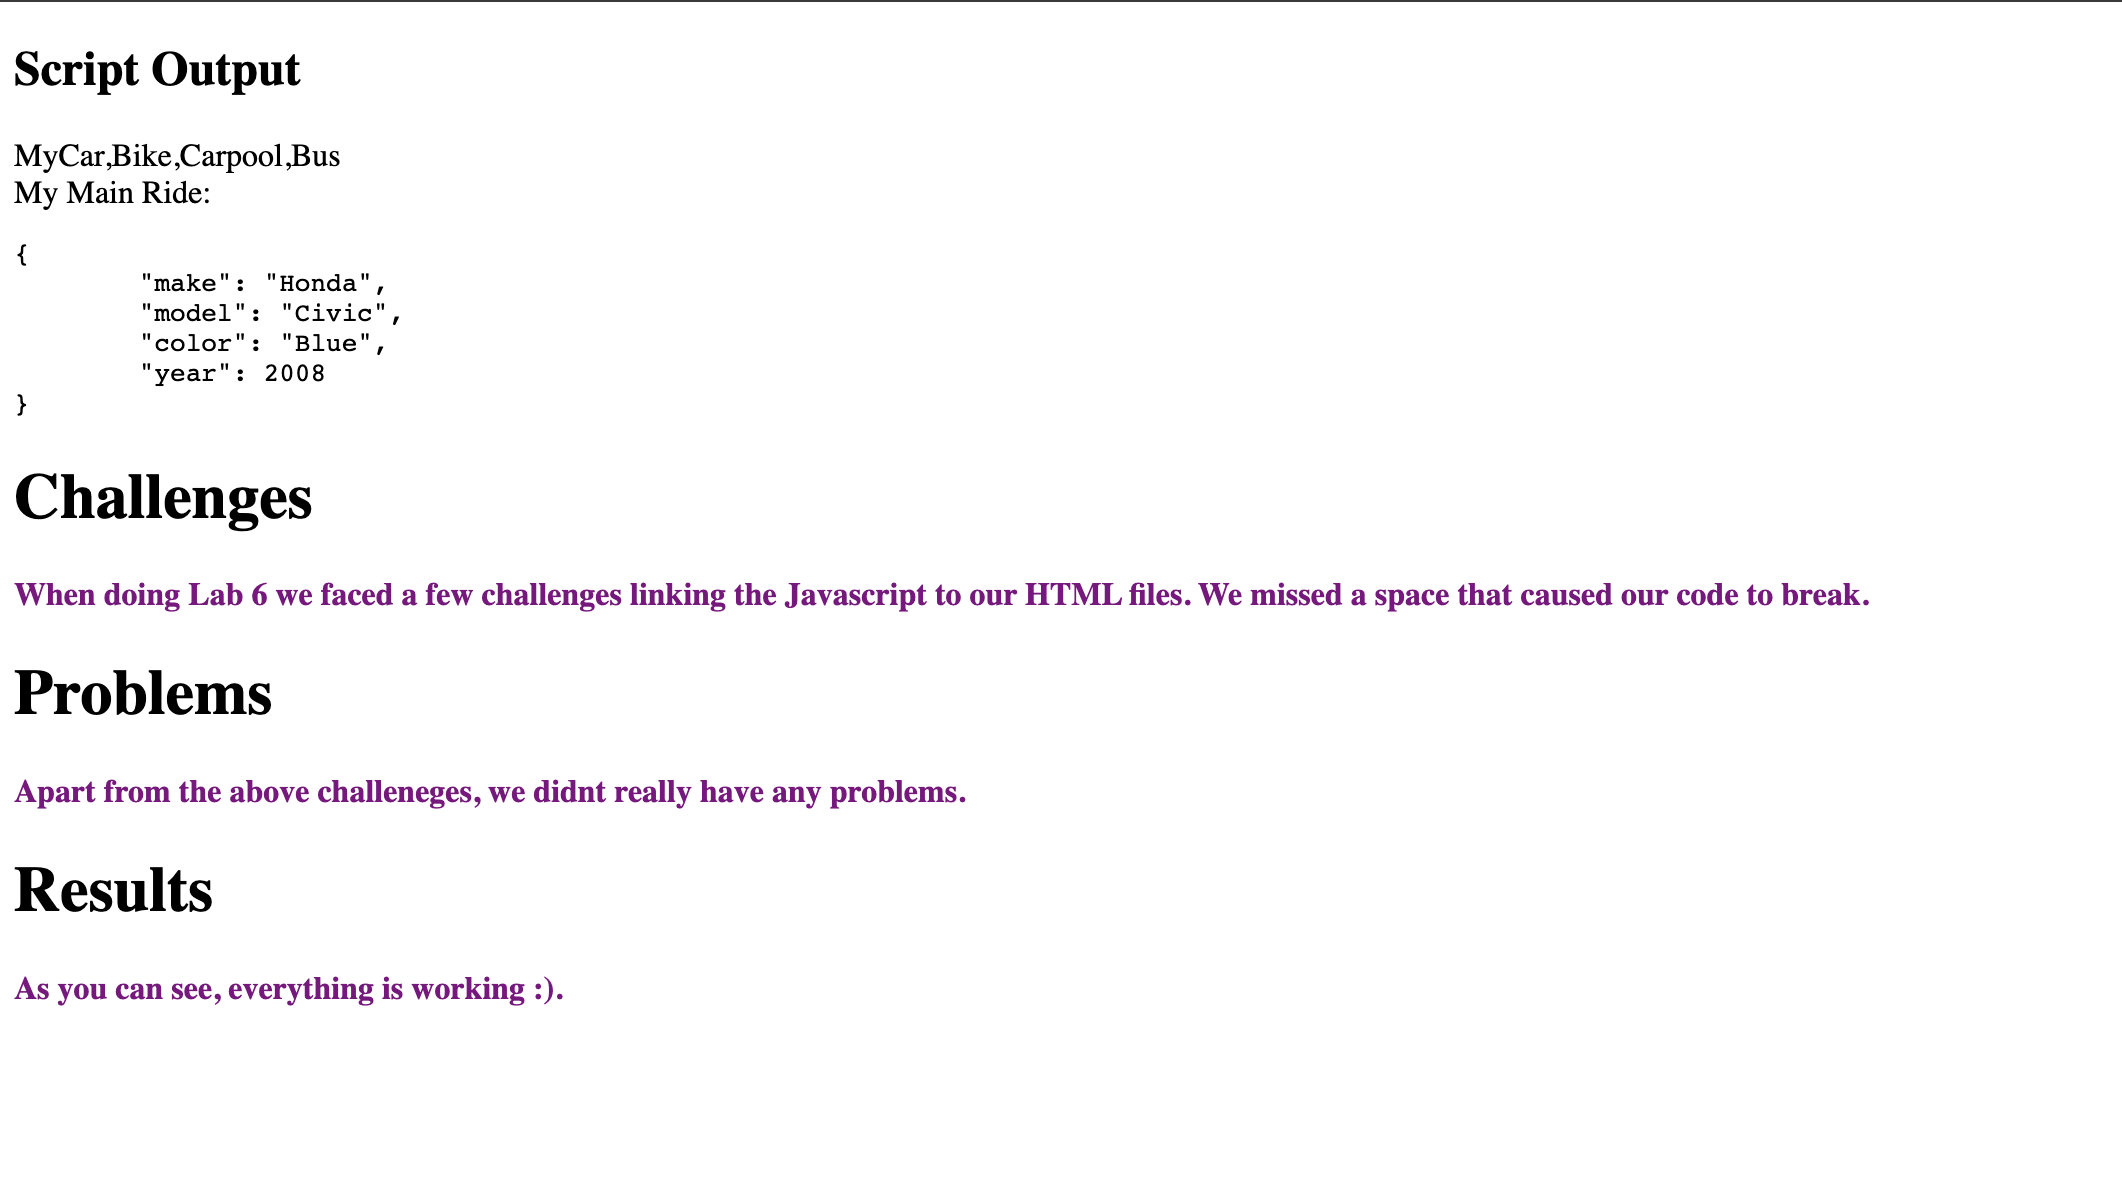 Script Output
MyCar,Bike,Carpool,Bus
My Main Ride:
{
"make": "Honda",
"model": "Civic",
"color": "Blue",
"year": 2008
}
Challenges
When doing Lab 6 we faced a few challenges linking the Javascript to our HTML files. We missed a space that caused our code to break.
Problems
Apart from the above challeneges, we didnt really have any problems.
Results
As you can see, everything is working :).